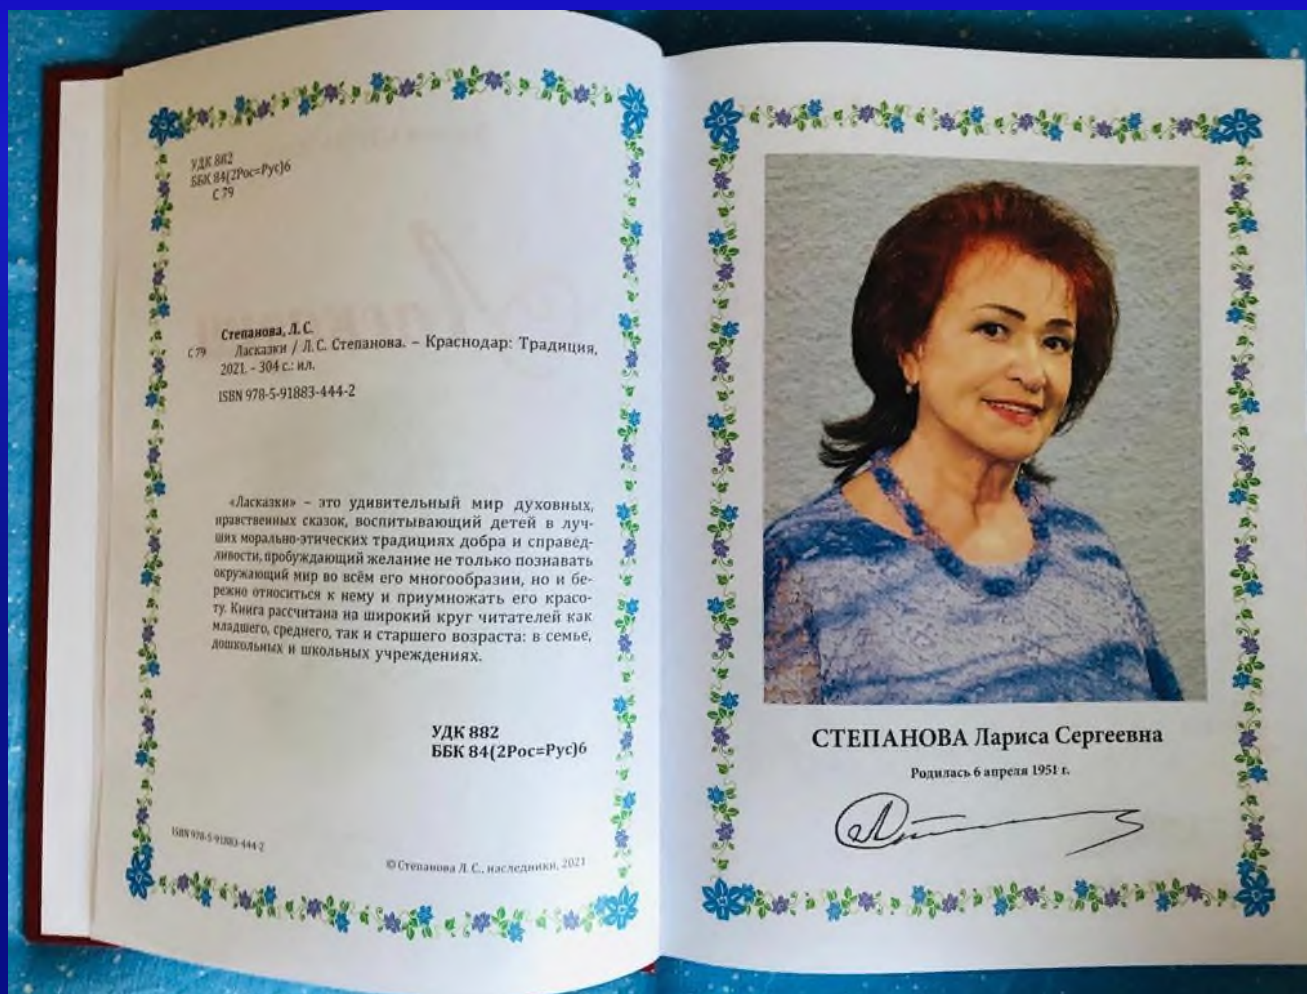 УДК 882
ББК 84(2Рос=Рус)6
С 79
Степанова, Л. С.
С 79 Ласказки / Л. С. Степанова. – Краснодар: Традиция,
2021. - 304 с.: ил.
ISBN 978-5-91883-444-2
«Ласказки» – это удивительный мир духовных,
нравственных сказок, воспитывающий детей в луч-
ших морально-этических традициях добра и справед-
ливости, пробуждающий желание не только познавать
окружающий мир во всём его многообразии, но и бе-
режно относиться к нему и приумножать его красо-
ту. Книга рассчитана на широкий круг читателей как
младшего, среднего, так и старшего возраста: в семье,
дошкольных и школьных учреждениях.
УДК 882
ББК 84(2Рос=Рус)6
ISBN 978-5-91883-444-2
© Степанова Л. С., наследники, 2021
СТЕПАНОВА Лариса Сергеевна
Родилась 6 апреля 1951 г.